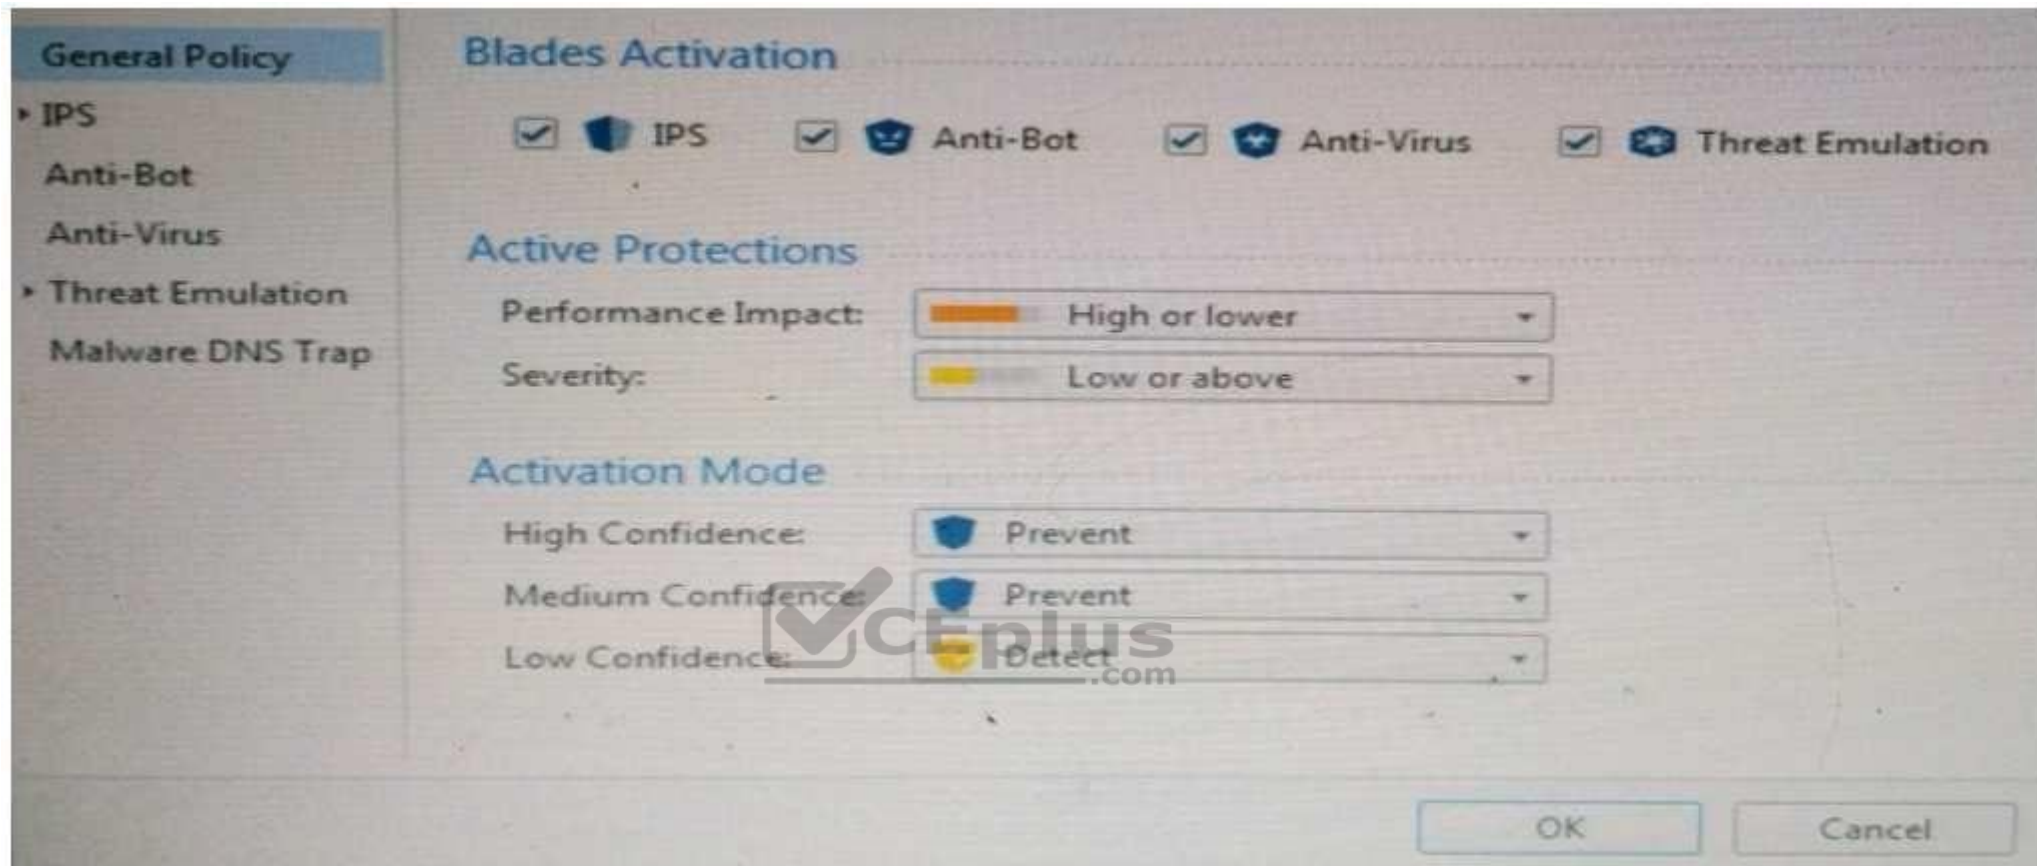 General Policy
IPS
Anti-Bot
Anti-Virus
Threat Emulation
Malware DNS Trap
Blades Activation
IPS
Anti-Bot
Anti-Virus
Threat Emulation
Active Protections
Performance Impact:
High or lower
Severity:
Low or above
Activation Mode
High Confidence:
Prevent
Medium Confidence:
Prevent
Low Confidence:
Detect
VCEplus
.com
OK
Cancel